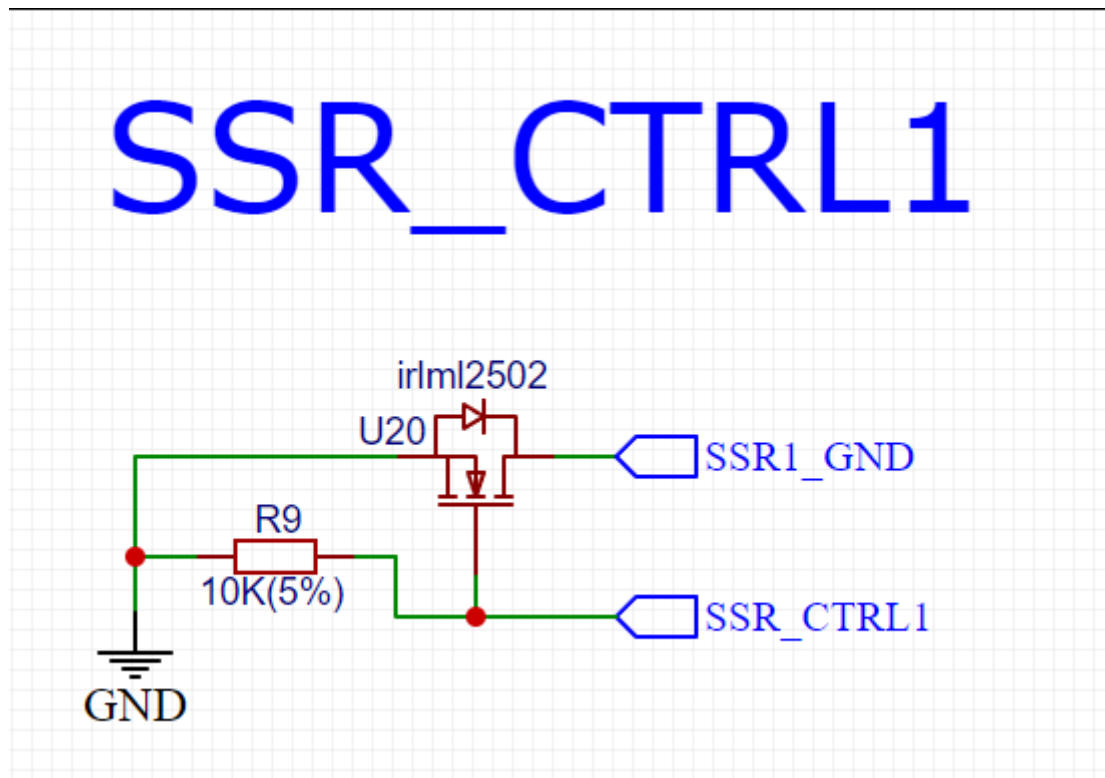 SSR_CTRL1
irlml2502
U20
SSR1_GND
R9
10K(5%)
SSR_CTRL1
GND